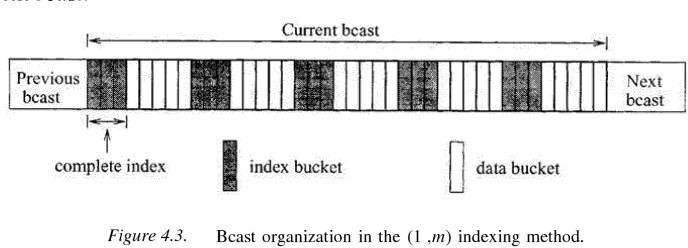 Current bcast
Previous
bcast
Next
bcast
complete index
index bucket
data bucket
Figure 4.3. Bcast organization in the (1 ,m) indexing method.